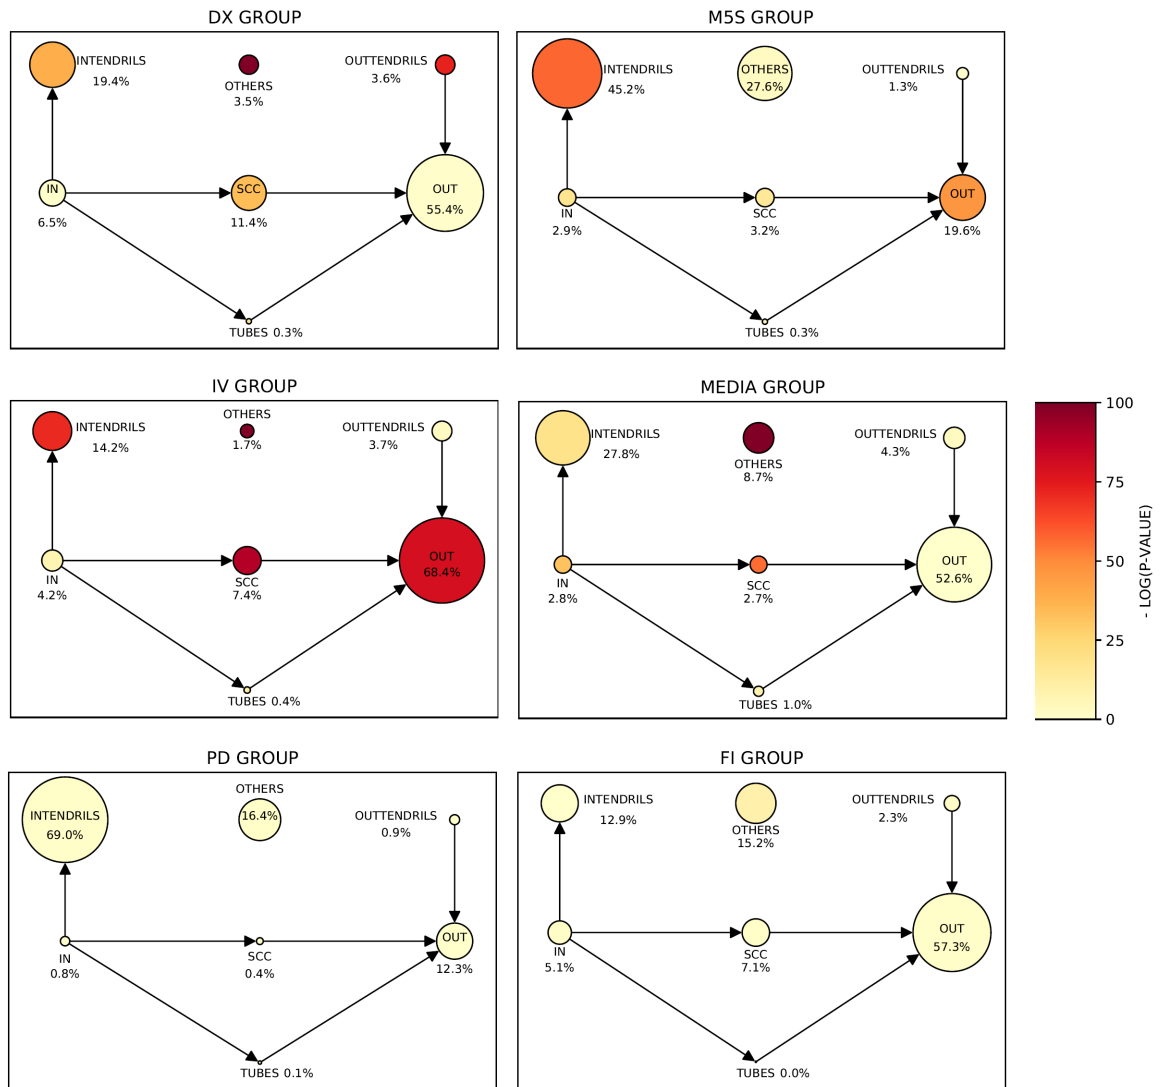 DX GROUP
INTENDRILS
19.4%
OTHERS
3.5%
OUTTENDRILS
3.6%
IN
6.5%
SCC
11.4%
OUT
55.4%
TUBES 0.3%
M5S GROUP
INTENDRILS
45.2%
OTHERS
27.6%
OUTTENDRILS
1.3%
IN
2.9%
SCC
3.2%
OUT
19.6%
TUBES 0.3%
IV GROUP
INTENDRILS
14.2%
OTHERS
1.7%
OUTTENDRILS
3.7%
IN
4.2%
SCC
7.4%
OUT
68.4%
TUBES 0.4%
MEDIA GROUP
INTENDRILS
27.8%
OTHERS
8.7%
OUTTENDRILS
4.3%
IN
2.8%
SCC
2.7%
OUT
52.6%
TUBES 1.0%
100
75
50
25
0
- LOG(P-VALUE)
PD GROUP
INTENDRILS
69.0%
OTHERS
16.4%
OUTTENDRILS
0.9%
IN
0.8%
SCC
0.4%
OUT
12.3%
TUBES 0.1%
FI GROUP
INTENDRILS
12.9%
OTHERS
15.2%
OUTTENDRILS
2.3%
IN
5.1%
SCC
7.1%
OUT
57.3%
TUBES 0.0%